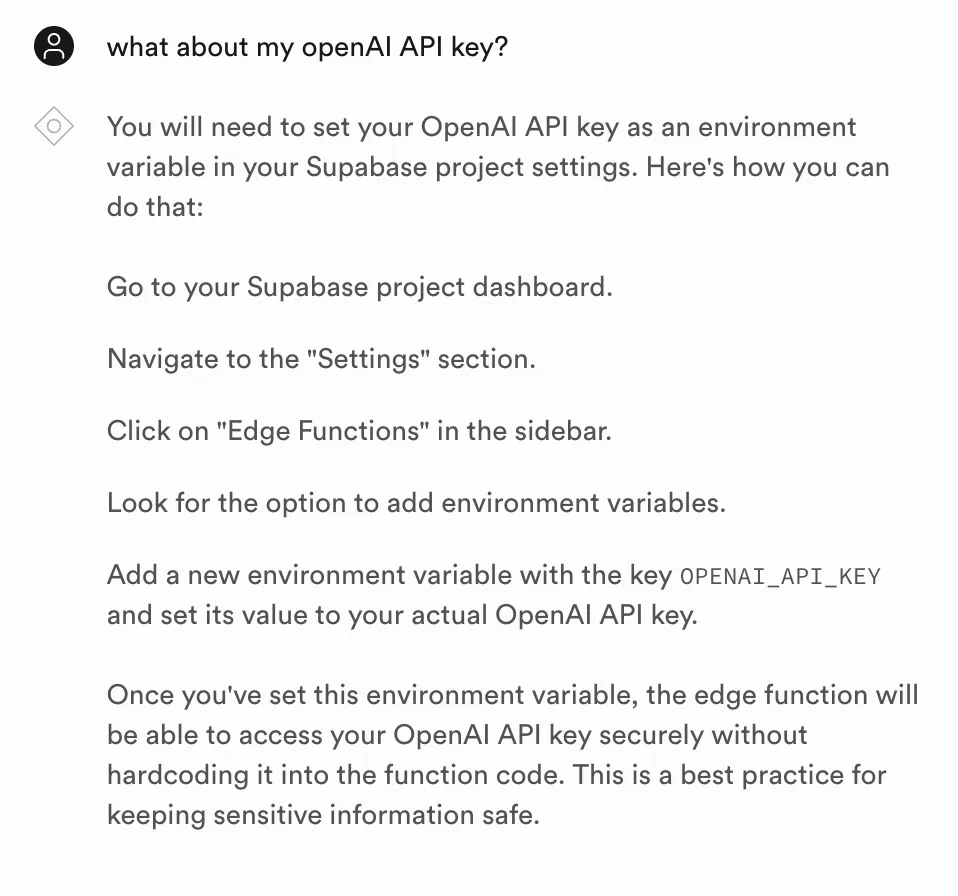 what about my openAI API key?
You will need to set your OpenAI API key as an environment
variable in your Supabase project settings. Here's how you can
do that:
Go to your Supabase project dashboard.
Navigate to the "Settings" section.
Click on "Edge Functions" in the sidebar.
Look for the option to add environment variables.
Add a new environment variable with the key OPENAI_API_KEY
and set its value to your actual OpenAI API key.
Once you've set this environment variable, the edge function will
be able to access your OpenAI API key securely without
hardcoding it into the function code. This is a best practice for
keeping sensitive information safe.